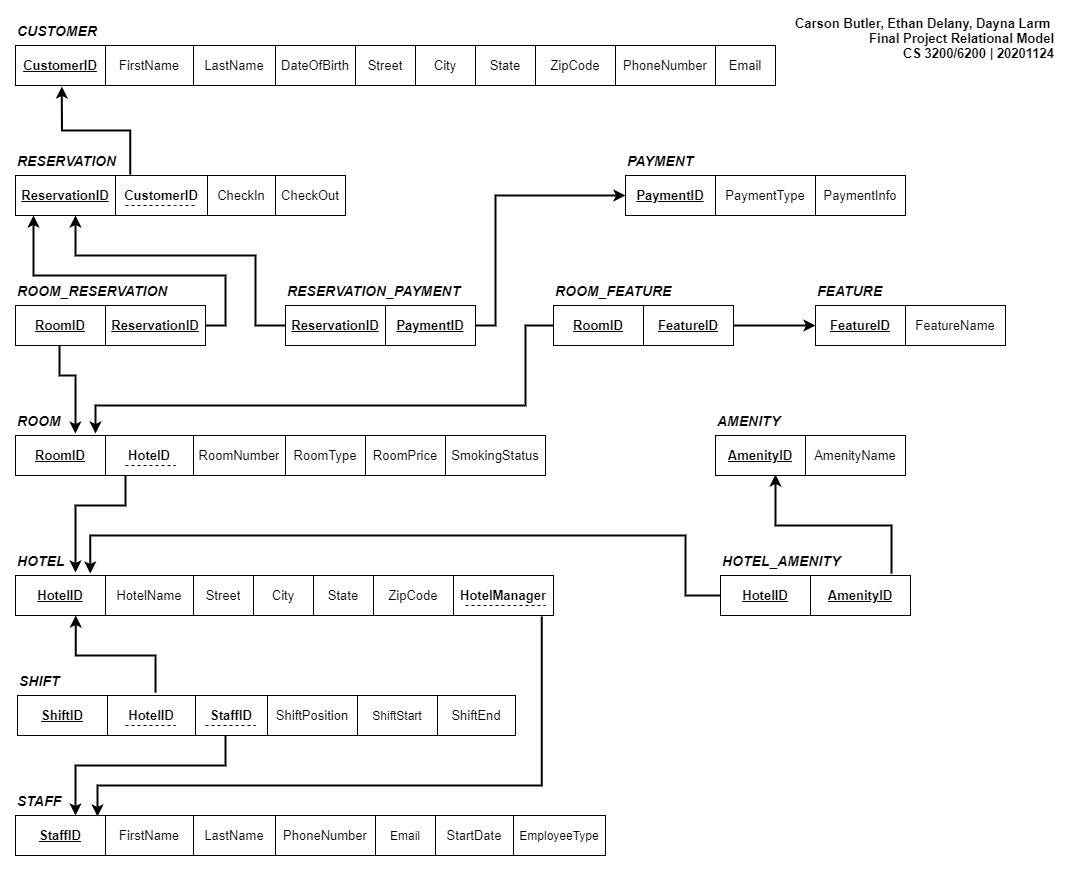 CUSTOMER
Carson Butler, Ethan Delany, Dayna Larm
Final Project Relational Model
CS 3200/6200 | 20201124
CustomerID FirstName LastName DateOfBirth Street City State ZipCode PhoneNumber Email
RESERVATION PAYMENT
ReservationID CustomerID CheckIn CheckOut PaymentID PaymentType PaymentInfo
ROOM_RESERVATION RESERVATION_PAYMENT ROOM_FEATURE FEATURE
RoomID ReservationID ReservationID PaymentID RoomID FeatureID FeatureID FeatureName
ROOM AMENITY
RoomID HotelD RoomNumber RoomType RoomPrice SmokingStatus AmenityID AmenityName
HOTEL HOTEL_AMENITY
HotelID HotelName Street City State ZipCode HotelManager HotelID AmenityID
SHIFT
ShiftID HotelID StaffID ShiftPosition ShiftStart ShiftEnd
STAFF
StaffID FirstName LastName PhoneNumber Email StartDate EmployeeType